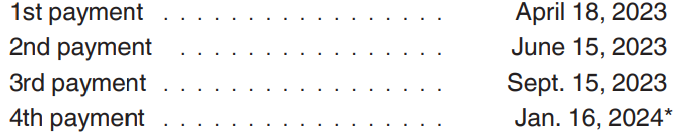 1st payment . . . . . . . . . . . . . . . . . April 18, 2023
2nd payment . . . . . . . . . . . . . . . . June 15, 2023
3rd payment . . . . . . . . . . . . . . . . . Sept. 15, 2023
4th payment . . . . . . . . . . . . . . . . . Jan. 16, 2024*